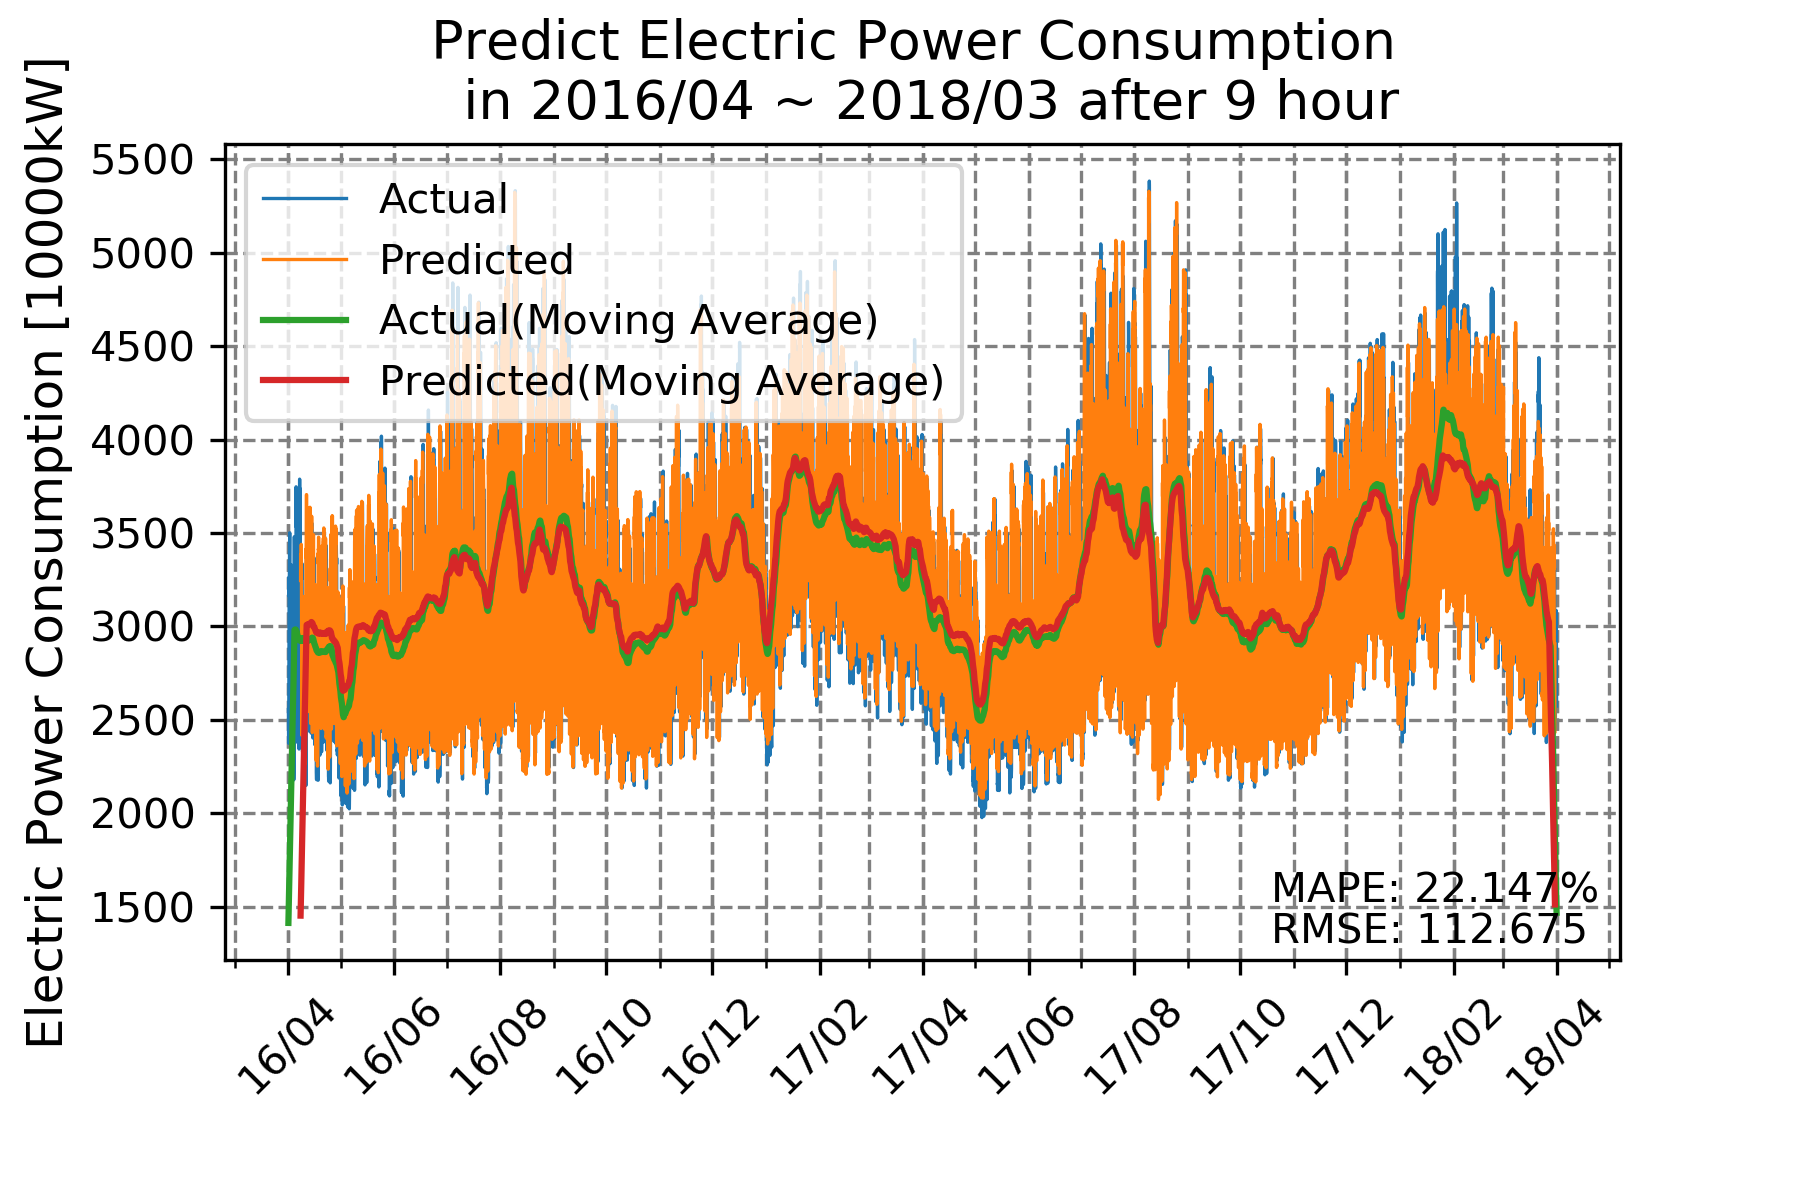 Predict Electric Power Consumption
in 2016/04 ~ 2018/03 after 9 hour
Electric Power Consumption [10000kW]
5500
5000
4500
4000
3500
3000
2500
2000
1500
Actual
Predicted
Actual(Moving Average)
Predicted(Moving Average)
MAPE: 22.147%
RMSE: 112.675
16/04
16/06
16/08
16/10
16/12
17/02
17/04
17/06
17/08
17/10
17/12
18/02
18/04